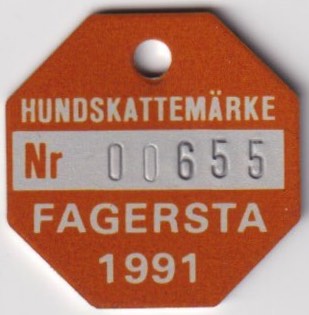 HUNDSKATTEMÄRKE
Nr 00655
FAGERSTA
1991